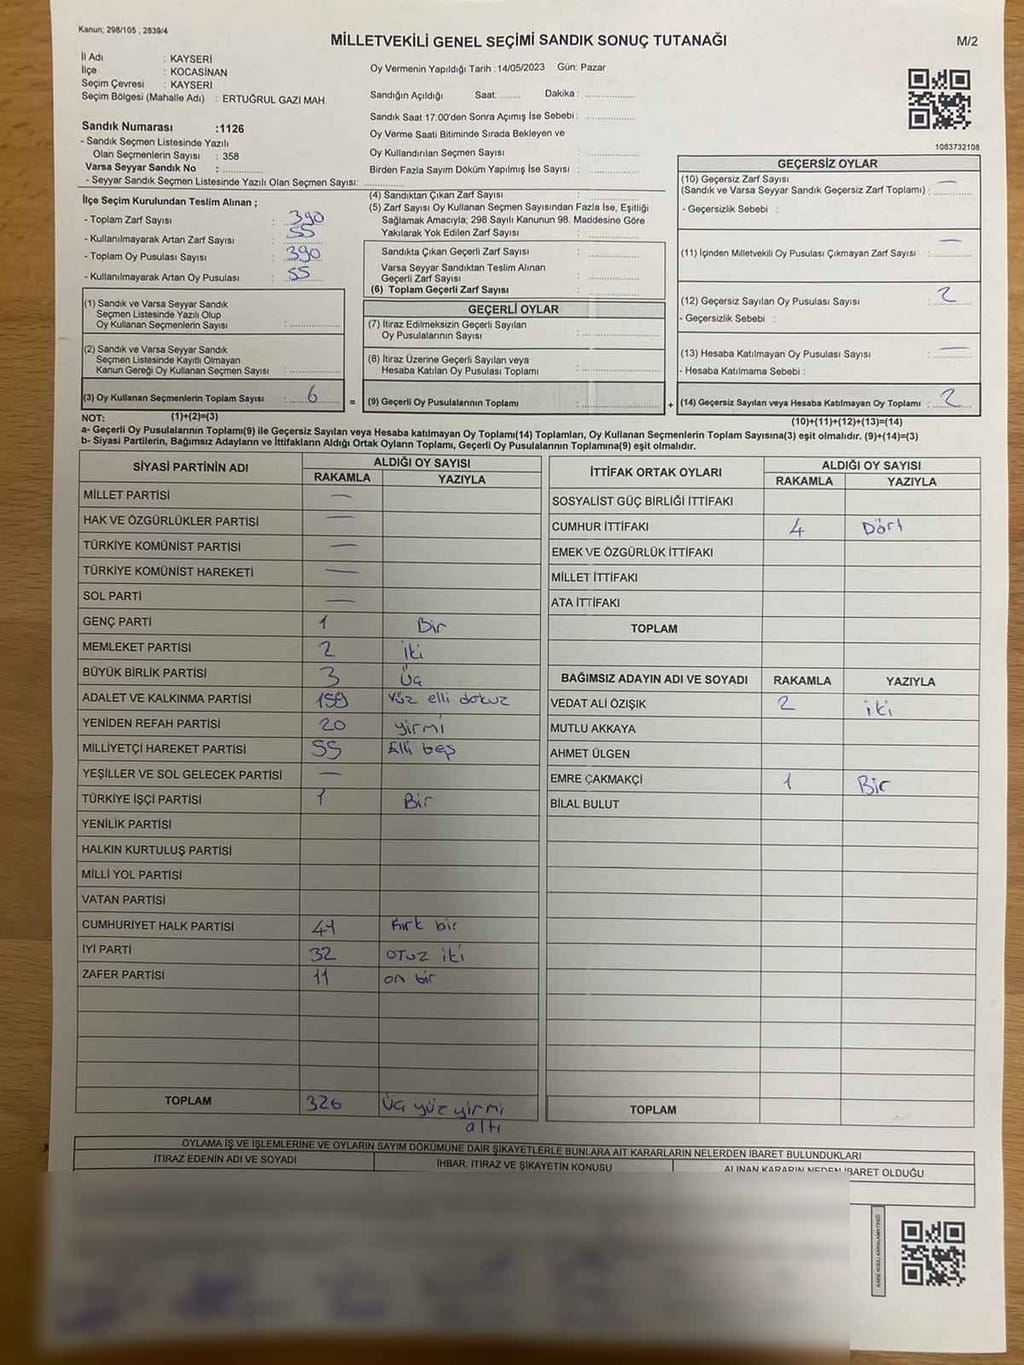 Kanun; 298/105 , 2839/4
MİLLETVEKİLİ GENEL SEÇİMİ SANDIK SONUÇ TUTANAĞI
M/2
İl Adı : KAYSERİ
İlçe : KOCASİNAN
Seçim Çevresi : KAYSERİ
Seçim Bölgesi (Mahalle Adı) : ERTUĞRUL GAZİ MAH.
Sandık Numarası :1126
- Sandık Seçmen Listesinde Yazılı
Olan Seçmenlerin Sayısı : 358
Varsa Seyyar Sandık No :
- Seyyar Sandık Seçmen Listesinde Yazılı Olan Seçmen Sayısı:
İlçe Seçim Kurulundan Teslim Alınan ;
- Toplam Zarf Sayısı : 390
- Kullanılmayarak Artan Zarf Sayısı : 55
- Toplam Oy Pusulası Sayısı : 390
- Kullanılmayarak Artan Oy Pusulası : 55
(1) Sandık ve Varsa Seyyar Sandık
Seçmen Listesinde Yazılı Olup
Oy Kullanan Seçmenlerin Sayısı :
(2) Sandık ve Varsa Seyyar Sandık
Seçmen Listesinde Kayıtlı Olmayan
Kanun Gereği Oy Kullanan Seçmen Sayısı :
(3) Oy Kullanan Seçmenlerin Toplam Sayısı : 6
Oy Vermenin Yapıldığı Tarih :14/05/2023 Gün: Pazar
Sandığın Açıldığı Saat: Dakika :
Sandık Saat 17:00'den Sonra Açımış İse Sebebi :
Oy Verme Saati Bitiminde Sırada Bekleyen ve
Oy Kullandırılan Seçmen Sayısı :
Birden Fazla Sayım Döküm Yapılmış İse Sayısı :
(4) Sandıktan Çıkan Zarf Sayısı :
(5) Zarf Sayısı Oy Kullanan Seçmen Sayısından Fazla İse, Eşitliği
Sağlamak Amacıyla; 298 Sayılı Kanunun 98. Maddesine Göre
Yakılarak Yok Edilen Zarf Sayısı :
Sandıkta Çıkan Geçerli Zarf Sayısı :
Varsa Seyyar Sandıktan Teslim Alınan
Geçerli Zarf Sayısı :
(6) Toplam Geçerli Zarf Sayısı :
GEÇERLİ OYLAR
(7) İtiraz Edilmeksizin Geçerli Sayılan
Oy Pusulalarının Sayısı :
(8) İtiraz Üzerine Geçerli Sayılan veya
Hesaba Katılan Oy Pusulası Toplamı :
= (9) Geçerli Oy Pusulalarının Toplamı :
1083732108
GEÇERSİZ OYLAR
(10) Geçersiz Zarf Sayısı —
(Sandık ve Varsa Seyyar Sandık Geçersiz Zarf Toplamı) :
- Geçersizlik Sebebi :
(11) İçinden Milletvekili Oy Pusulası Çıkmayan Zarf Sayısı : —
(12) Geçersiz Sayılan Oy Pusulası Sayısı : 2
- Geçersizlik Sebebi :
(13) Hesaba Katılmayan Oy Pusulası Sayısı : —
- Hesaba Katılmama Sebebi :
+ (14) Geçersiz Sayılan veya Hesaba Katılmayan Oy Toplamı : 2
NOT: (1)+(2)=(3) (10)+(11)+(12)+(13)=(14)
a- Geçerli Oy Pusulalarının Toplamı(9) ile Geçersiz Sayılan veya Hesaba katılmayan Oy Toplamı(14) Toplamları, Oy Kullanan Seçmenlerin Toplam Sayısına(3) eşit olmalıdır. (9)+(14)=(3)
b- Siyasi Partilerin, Bağımsız Adayların ve İttifakların Aldığı Ortak Oyların Toplamı, Geçerli Oy Pusulalarının Toplamına(9) eşit olmalıdır.
SİYASİ PARTİNİN ADI ALDIĞI OY SAYISI
RAKAMLA YAZIYLA
MİLLET PARTİSİ —
HAK VE ÖZGÜRLÜKLER PARTİSİ —
TÜRKİYE KOMÜNİST PARTİSİ —
TÜRKİYE KOMÜNİST HAREKETİ —
SOL PARTİ —
GENÇ PARTİ 1 Bir
MEMLEKET PARTİSİ 2 iki
BÜYÜK BİRLİK PARTİSİ 3 Üç
ADALET VE KALKINMA PARTİSİ 159 Yüz elli dokuz
YENİDEN REFAH PARTİSİ 20 yirmi
MİLLİYETÇİ HAREKET PARTİSİ 55 Elli beş
YEŞİLLER VE SOL GELECEK PARTİSİ —
TÜRKİYE İŞÇİ PARTİSİ 1 Bir
YENİLİK PARTİSİ
HALKIN KURTULUŞ PARTİSİ
MİLLİ YOL PARTİSİ
VATAN PARTİSİ
CUMHURİYET HALK PARTİSİ 41 Kırk bir
İYİ PARTİ 32 otuz iki
ZAFER PARTİSİ 11 on bir
TOPLAM 326 Üç yüz yirmi
altı
İTTİFAK ORTAK OYLARI ALDIĞI OY SAYISI
RAKAMLA YAZIYLA
SOSYALİST GÜÇ BİRLİĞİ İTTİFAKI
CUMHUR İTTİFAKI 4 Dört
EMEK VE ÖZGÜRLÜK İTTİFAKI
MİLLET İTTİFAKI
ATA İTTİFAKI
TOPLAM
BAĞIMSIZ ADAYIN ADI VE SOYADI RAKAMLA YAZIYLA
VEDAT ALİ ÖZIŞIK 2 iki
MUTLU AKKAYA
AHMET ÜLGEN
EMRE ÇAKMAKÇİ 1 Bir
BİLAL BULUT
TOPLAM
OYLAMA İŞ VE İŞLEMLERİNE VE OYLARIN SAYIM DÖKÜMÜNE DAİR ŞİKAYETLERLE BUNLARA AİT KARARLARIN NELERDEN İBARET BULUNDUKLARI
İTİRAZ EDENİN ADI VE SOYADI İHBAR, İTİRAZ VE ŞİKAYETİN KONUSU ALINAN KARARIN NEDEN İBARET OLDUĞU